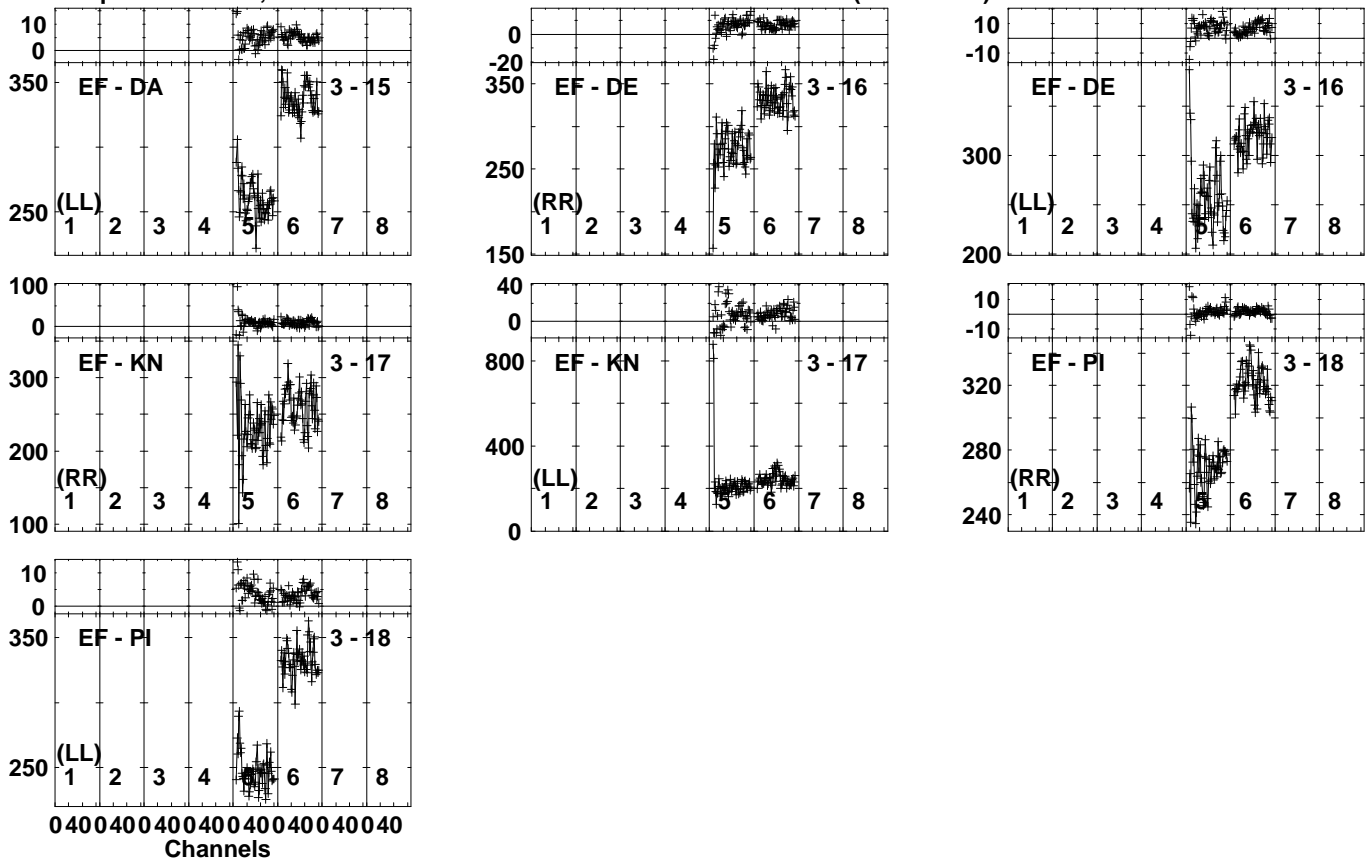 10
0
350
EF - DA 3 - 15
250
(LL)
1 2 3 4 5 6 7 8
0
-20
350
EF - DE 3 - 16
250
(RR)
1 2 3 4 5 6 7 8
150
10
-10
EF - DE 3 - 16
300
(LL)
1 2 3 4 5 6 7 8
200
100
0
EF - KN 3 - 17
300
200
(RR)
1 2 3 4 5 6 7 8
100
40
0
800
EF - KN 3 - 17
400
(LL)
1 2 3 4 5 6 7 8
0
10
-10
EF - PI 3 - 18
320
280
(RR)
1 2 3 4 5 6 7 8
240
10
0
350
EF - PI 3 - 18
(LL)
250
1 2 3 4 5 6 7 8
0 40 0 40 0 40 0 40 0 40 0 40 0 40 0 40
Channels